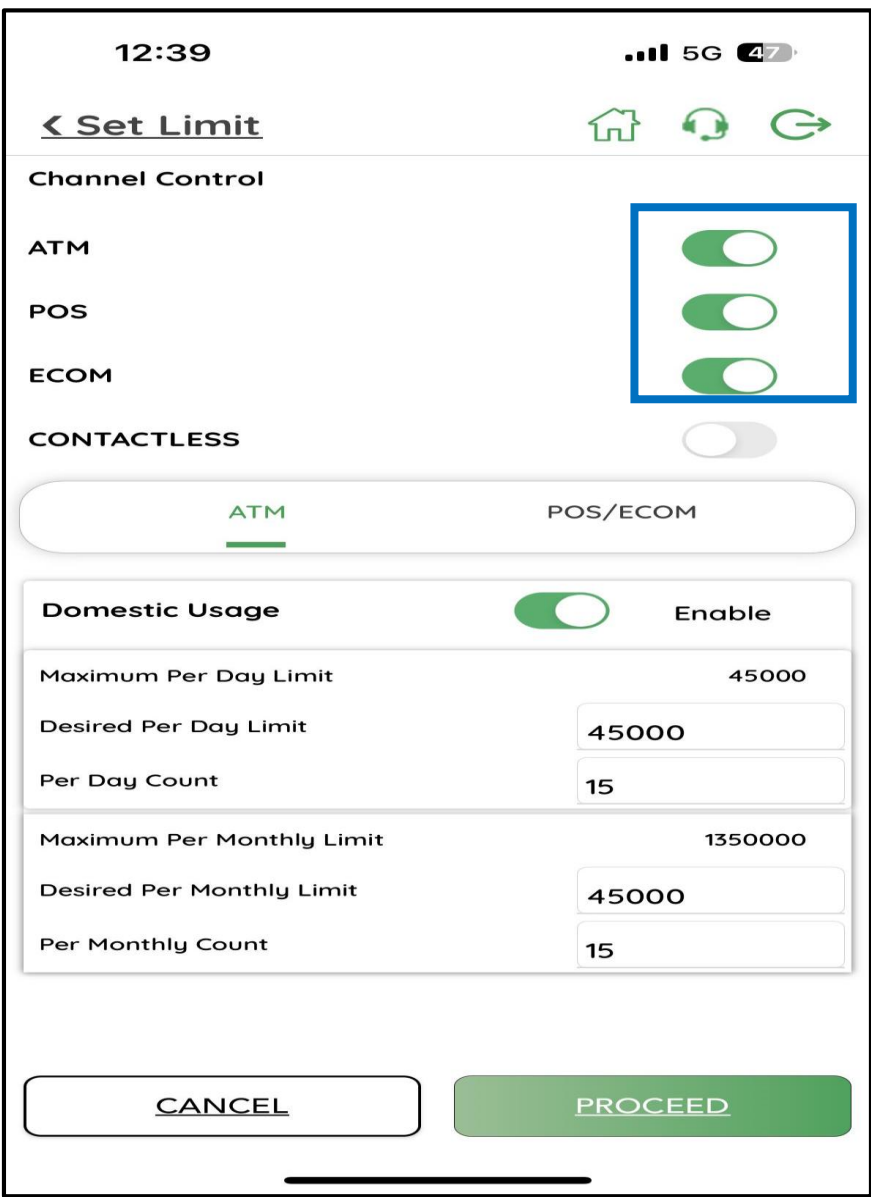 12:39 5G 47
< Set Limit
Channel Control
ATM
POS
ECOM
CONTACTLESS
ATM POS/ECOM
Domestic Usage Enable
Maximum Per Day Limit 45000
Desired Per Day Limit 45000
Per Day Count 15
Maximum Per Monthly Limit 1350000
Desired Per Monthly Limit 45000
Per Monthly Count 15
CANCEL PROCEED